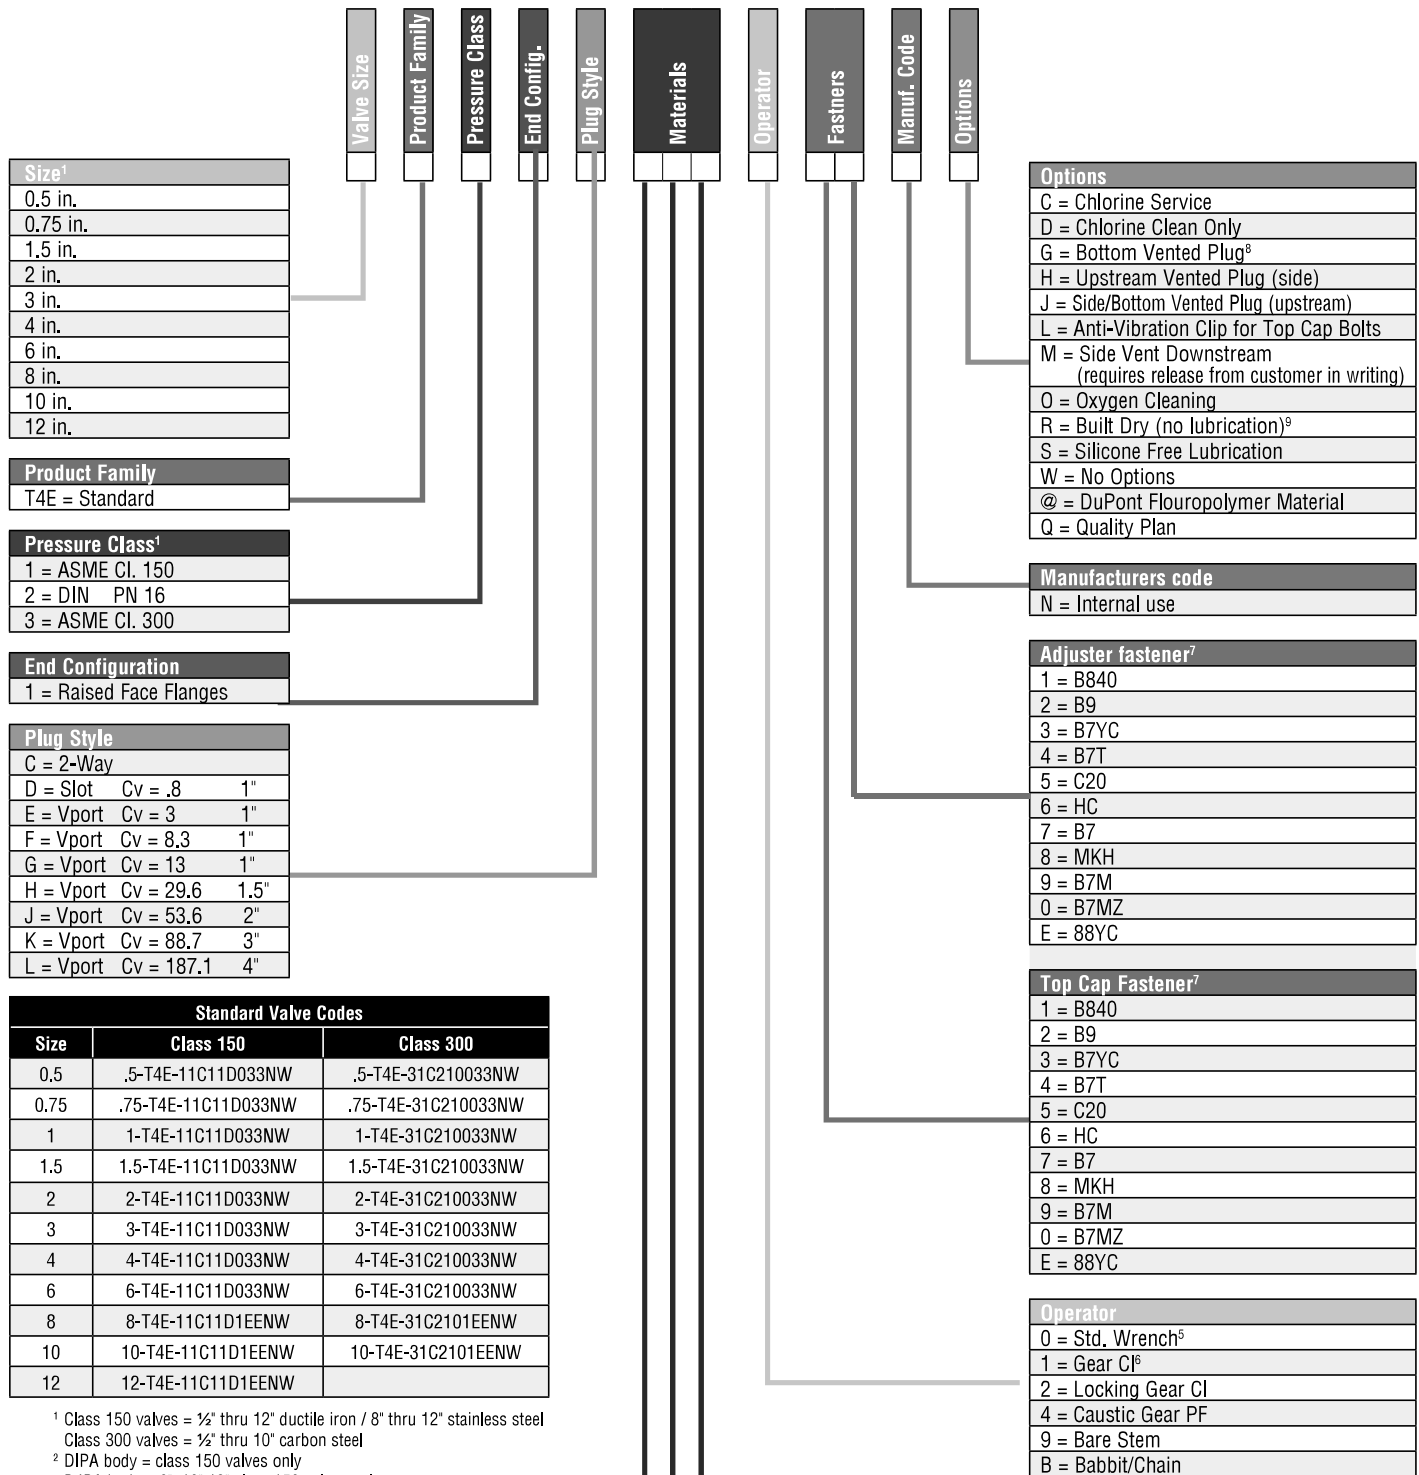 Valve Size
Product Family
Pressure Class
End Config.
Plug Style
Materials
Operator
Fastners
Manuf. Code
Options
Size¹
0.5 in.
0.75 in.
1.5 in.
2 in.
3 in.
4 in.
6 in.
8 in.
10 in.
12 in.
Product Family
T4E = Standard
Pressure Class¹
1 = ASME Cl. 150
2 = DIN PN 16
3 = ASME Cl. 300
End Configuration
1 = Raised Face Flanges
Plug Style
C = 2-Way
D = Slot Cv = .8 1"
E = Vport Cv = 3 1"
F = Vport Cv = 8.3 1"
G = Vport Cv = 13 1"
H = Vport Cv = 29.6 1.5"
J = Vport Cv = 53.6 2"
K = Vport Cv = 88.7 3"
L = Vport Cv = 187.1 4"
Standard Valve Codes
Size Class 150 Class 300
0.5 .5-T4E-11C11D033NW .5-T4E-31C210033NW
0.75 .75-T4E-11C11D033NW .75-T4E-31C210033NW
1 1-T4E-11C11D033NW 1-T4E-31C210033NW
1.5 1.5-T4E-11C11D033NW 1.5-T4E-31C210033NW
2 2-T4E-11C11D033NW 2-T4E-31C210033NW
3 3-T4E-11C11D033NW 3-T4E-31C210033NW
4 4-T4E-11C11D033NW 4-T4E-31C210033NW
6 6-T4E-11C11D033NW 6-T4E-31C210033NW
8 8-T4E-11C11D1EENW 8-T4E-31C2101EENW
10 10-T4E-11C11D1EENW 10-T4E-31C2101EENW
12 12-T4E-11C11D1EENW
¹ Class 150 valves = ½" thru 12" ductile iron / 8" thru 12" stainless steel
Class 300 valves = ½" thru 10" carbon steel
² DIPA body = class 150 valves only
Options
C = Chlorine Service
D = Chlorine Clean Only
G = Bottom Vented Plug⁸
H = Upstream Vented Plug (side)
J = Side/Bottom Vented Plug (upstream)
L = Anti-Vibration Clip for Top Cap Bolts
M = Side Vent Downstream
(requires release from customer in writing)
O = Oxygen Cleaning
R = Built Dry (no lubrication)⁹
S = Silicone Free Lubrication
W = No Options
@ = DuPont Flouropolymer Material
Q = Quality Plan
Manufacturers code
N = Internal use
Adjuster fastener⁷
1 = B840
2 = B9
3 = B7YC
4 = B7T
5 = C20
6 = HC
7 = B7
8 = MKH
9 = B7M
0 = B7MZ
E = 88YC
Top Cap Fastener⁷
1 = B840
2 = B9
3 = B7YC
4 = B7T
5 = C20
6 = HC
7 = B7
8 = MKH
9 = B7M
0 = B7MZ
E = 88YC
Operator
0 = Std. Wrench⁵
1 = Gear CI⁶
2 = Locking Gear CI
4 = Caustic Gear PF
9 = Bare Stem
B = Babbit/Chain